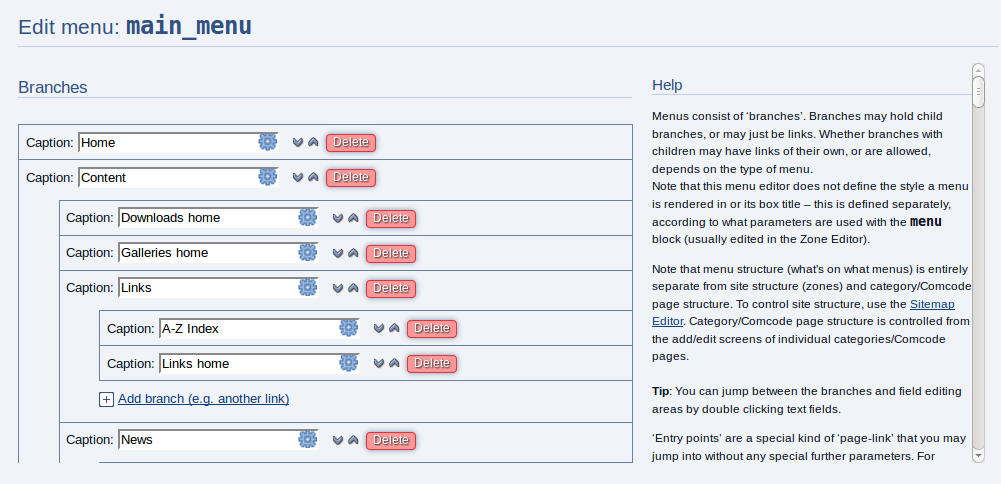 Edit menu: main_menu
Branches
Caption: Home Delete
Caption: Content Delete
Caption: Downloads home Delete
Caption: Galleries home Delete
Caption: Links Delete
Caption: A-Z Index Delete
Caption: Links home Delete
Add branch (e.g. another link)
Caption: News Delete
Help
Menus consist of ‘branches’. Branches may hold child
branches, or may just be links. Whether branches with
children may have links of their own, or are allowed,
depends on the type of menu.
Note that this menu editor does not define the style a menu
is rendered in or its box title – this is defined separately,
according to what parameters are used with the menu
block (usually edited in the Zone Editor).
Note that menu structure (what's on what menus) is entirely
separate from site structure (zones) and category/Comcode
page structure. To control site structure, use the Sitemap
Editor. Category/Comcode page structure is controlled from
the add/edit screens of individual categories/Comcode
pages.
Tip: You can jump between the branches and field editing
areas by double clicking text fields.
‘Entry points’ are a special kind of ‘page-link’ that you may
jump into without any special further parameters. For